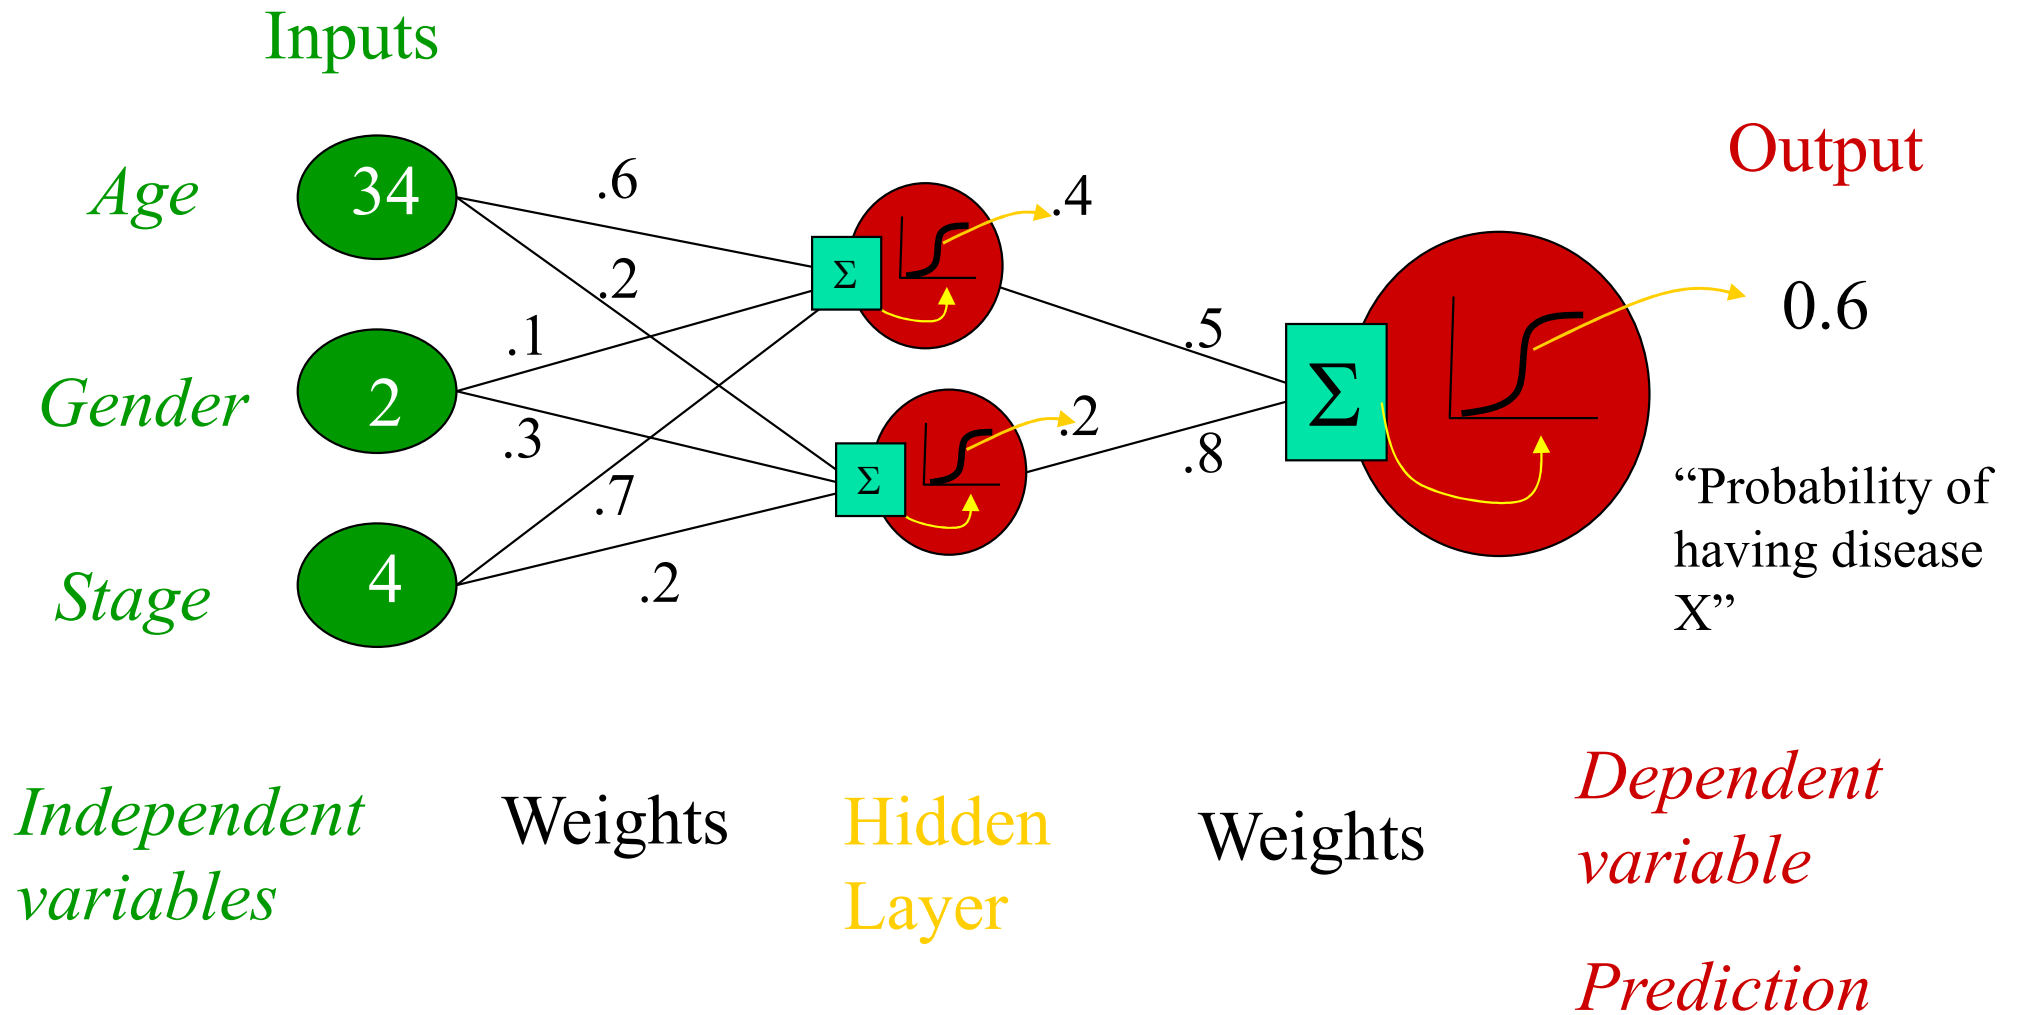 Inputs
Output
Age
34
.6
.4
.2
Σ
0.6
Gender
2
.1
.5
Σ
.3
.2
.8
Σ
.7
Stage
4
.2
“Probability of
having disease
X”
Independent
variables
Weights
Hidden
Layer
Weights
Dependent
variable
Prediction